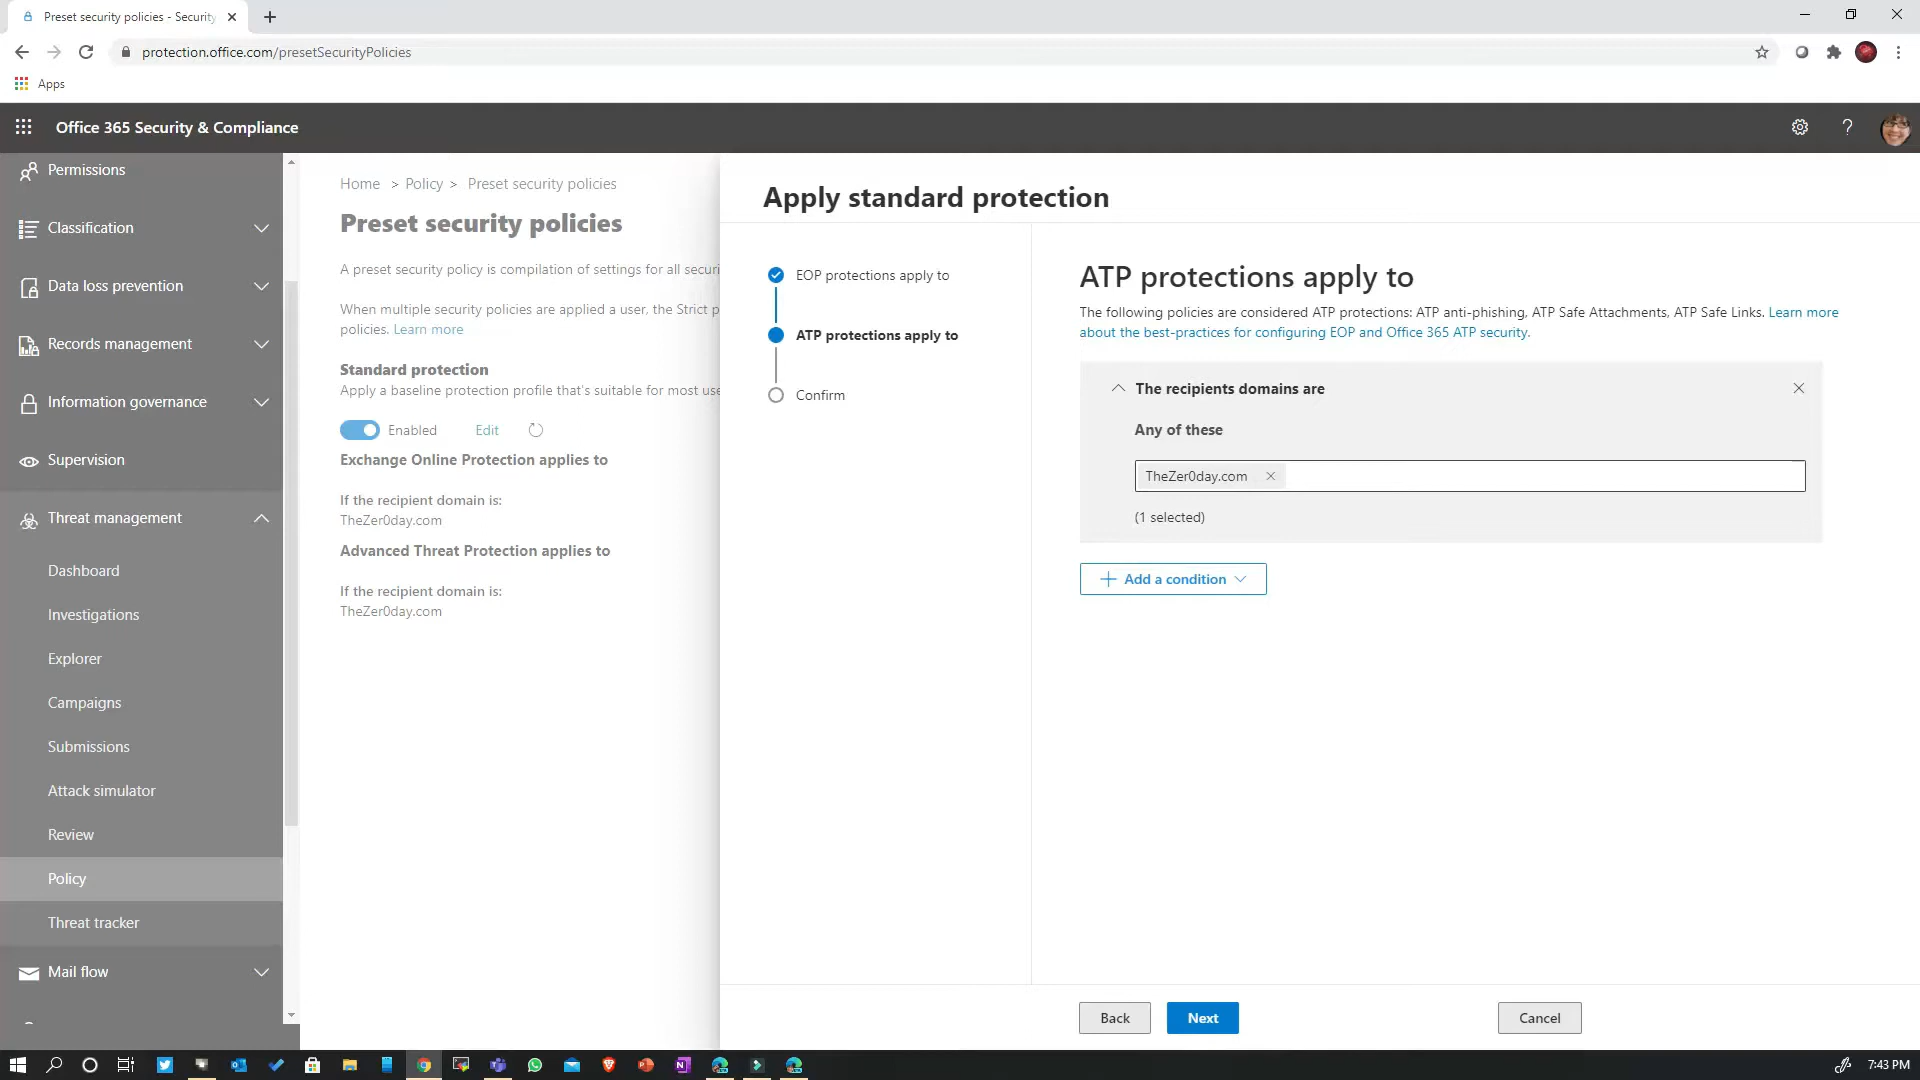 Preset security policies - Security
protection.office.com/presetSecurityPolicies
Apps
Office 365 Security & Compliance
Permissions
Classification
Data loss prevention
Records management
Information governance
Supervision
Threat management
Dashboard
Investigations
Explorer
Campaigns
Submissions
Attack simulator
Review
Policy
Threat tracker
Mail flow
Home > Policy > Preset security policies
Preset security policies
A preset security policy is compilation of settings for all securi
When multiple security policies are applied a user, the Strict p
policies. Learn more
Standard protection
Apply a baseline protection profile that's suitable for most use
Enabled Edit
Exchange Online Protection applies to
If the recipient domain is:
TheZer0day.com
Advanced Threat Protection applies to
If the recipient domain is:
TheZer0day.com
Apply standard protection
EOP protections apply to
ATP protections apply to
Confirm
ATP protections apply to
The following policies are considered ATP protections: ATP anti-phishing, ATP Safe Attachments, ATP Safe Links. Learn more
about the best-practices for configuring EOP and Office 365 ATP security.
The recipients domains are
Any of these
TheZer0day.com
(1 selected)
Add a condition
Back Next Cancel
7:43 PM